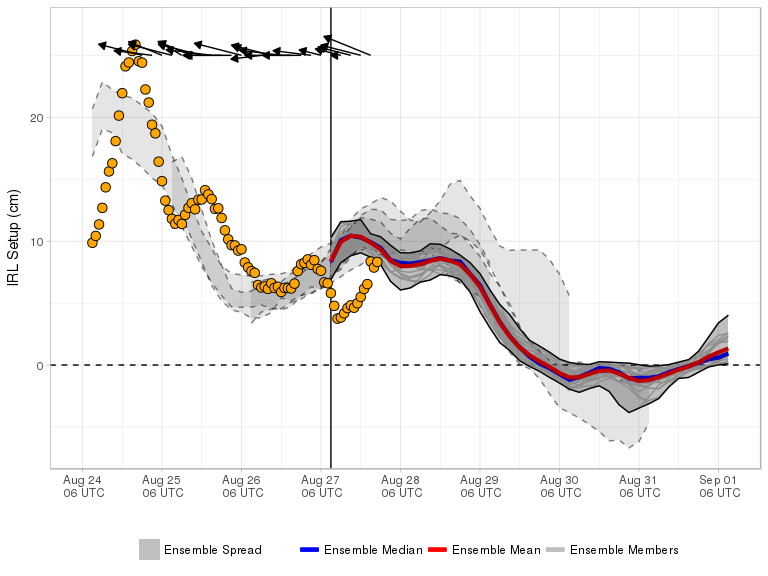 IRL Setup (cm)
20
10
0
Aug 24 Aug 25 Aug 26 Aug 27 Aug 28 Aug 29 Aug 30 Aug 31 Sep 01
06 UTC 06 UTC 06 UTC 06 UTC 06 UTC 06 UTC 06 UTC 06 UTC 06 UTC
Ensemble Spread Ensemble Median Ensemble Mean Ensemble Members